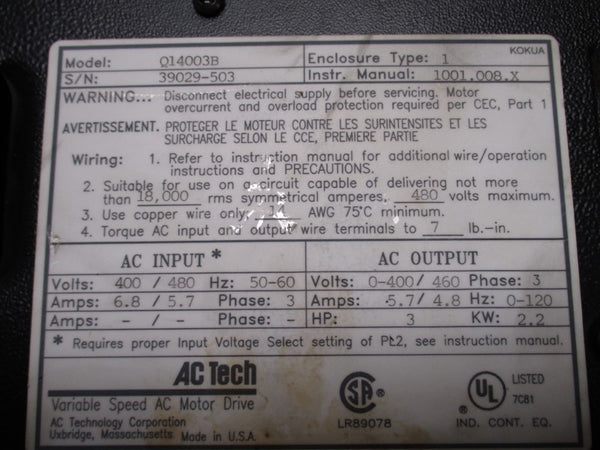 KOKUA
Model: Q14003B Enclosure Type: 1
S/N: 39029-503 Instr. Manual: 1001.008.X
WARNING... Disconnect electrical supply before servicing. Motor
overcurrent and overload protection required per CEC, Part 1
AVERTISSEMENT. PROTEGER LE MOTEUR CONTRE LES SURINTENSITES ET LES
SURCHARGE SELON LE CCE, PREMIERE PARTIE
Wiring: 1. Refer to instruction manual for additional wire/operation
instructions and PRECAUTIONS.
2. Suitable for use on a circuit capable of delivering not more
than 18,000 rms symmetrical amperes, 480 volts maximum.
3. Use copper wire only, 14 AWG 75°C minimum.
4. Torque AC input and output wire terminals to 7 lb.-in.
AC INPUT *
Volts: 400 / 480 Hz: 50-60
Amps: 6.8 / 5.7 Phase: 3
Amps: - / - Phase: -
AC OUTPUT
Volts: 0-400/ 460 Phase: 3
Amps: 5.7/ 4.8 Hz: 0-120
HP: 3 KW: 2.2
* Requires proper Input Voltage Select setting of PL2, see instruction manual.
AC Tech
Variable Speed AC Motor Drive
AC Technology Corporation
Uxbridge, Massachusetts Made in U.S.A.
SA ®
LR89078
UL ® LISTED
7C81
IND. CONT. EQ.